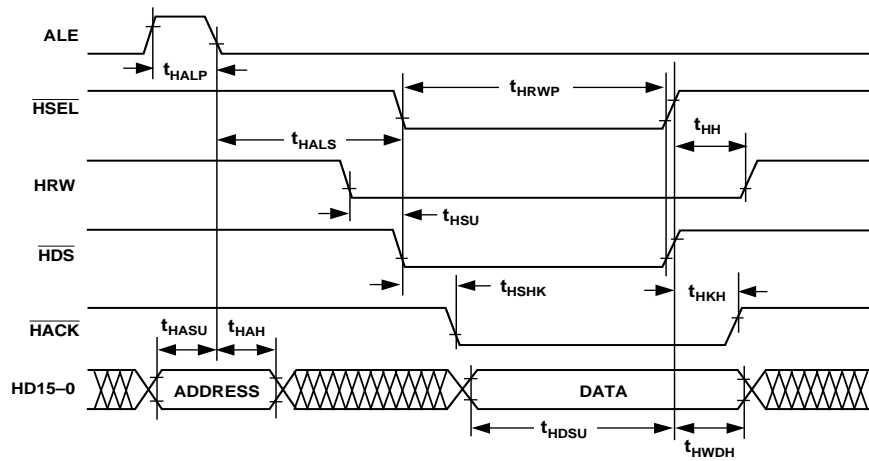 ALE
tHALP
HSEL
tHRWP
tHALS
tHH
HRW
tHSU
HDS
tHSHK
tHKH
HACK
tHASU
tHAH
HD15–0
ADDRESS
DATA
tHDSU
tHWDH